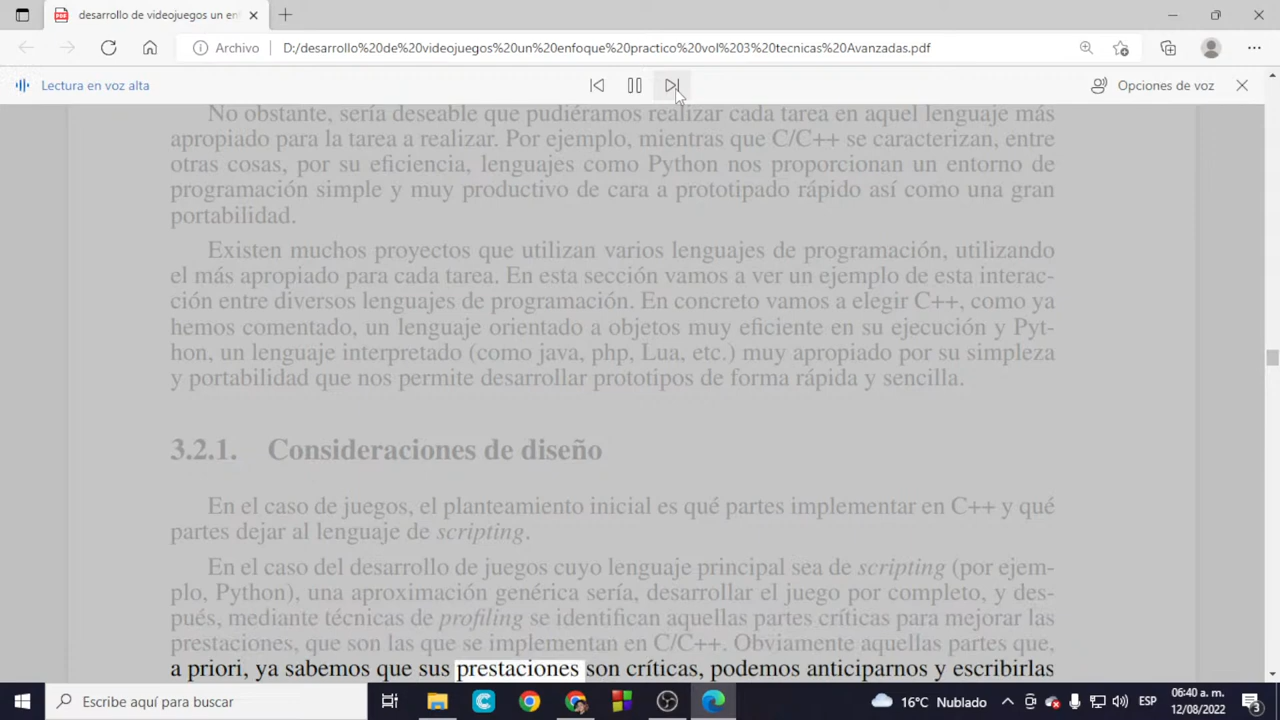 desarrollo de videojuegos un en
Archivo
D:/desarrollo%20de%20videojuegos%20un%20enfoque%20practico%20vol%203%20tecnicas%20Avanzadas.pdf
Lectura en voz alta
Opciones de voz
No obstante, sería deseable que pudiéramos realizar cada tarea en aquel lenguaje más
apropiado para la tarea a realizar. Por ejemplo, mientras que C/C++ se caracterizan, entre
otras cosas, por su eficiencia, lenguajes como Python nos proporcionan un entorno de
programación simple y muy productivo de cara a prototipado rápido así como una gran
portabilidad.
Existen muchos proyectos que utilizan varios lenguajes de programación, utilizando
el más apropiado para cada tarea. En esta sección vamos a ver un ejemplo de esta interac-
ción entre diversos lenguajes de programación. En concreto vamos a elegir C++, como ya
hemos comentado, un lenguaje orientado a objetos muy eficiente en su ejecución y Pyt-
hon, un lenguaje interpretado (como java, php, Lua, etc.) muy apropiado por su simpleza
y portabilidad que nos permite desarrollar prototipos de forma rápida y sencilla.
3.2.1. Consideraciones de diseño
En el caso de juegos, el planteamiento inicial es qué partes implementar en C++ y qué
partes dejar al lenguaje de scripting.
En el caso del desarrollo de juegos cuyo lenguaje principal sea de scripting (por ejem-
plo, Python), una aproximación genérica sería, desarrollar el juego por completo, y des-
pués, mediante técnicas de profiling se identifican aquellas partes críticas para mejorar las
prestaciones, que son las que se implementan en C/C++. Obviamente aquellas partes que,
a priori, ya sabemos que sus prestaciones son críticas, podemos anticiparnos y escribirlas
Escribe aquí para buscar
16°C Nublado
ESP
06:40 a. m.
12/08/2022
3